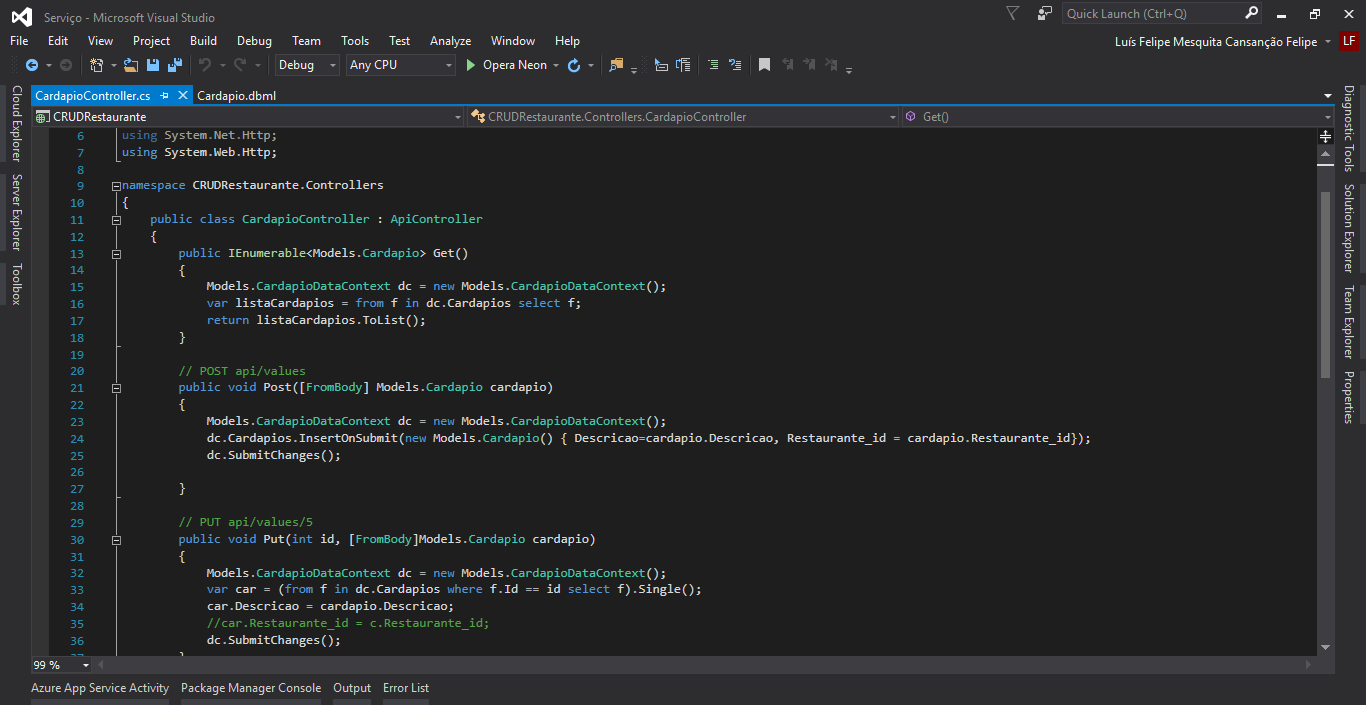 Serviço - Microsoft Visual Studio
Quick Launch (Ctrl+Q)
File Edit View Project Build Debug Team Tools Test Analyze Window Help
Luís Felipe Mesquita Cansanção Felipe LF
Debug Any CPU Opera Neon
CardapioController.cs Cardapio.dbml
CRUDRestaurante CRUDRestaurante.Controllers.CardapioController Get()
Cloud Explorer
Server Explorer
Toolbox
6 using System.Net.Http;
7 using System.Web.Http;
8
9 namespace CRUDRestaurante.Controllers
10 {
11 public class CardapioController : ApiController
12 {
13 public IEnumerable<Models.Cardapio> Get()
14 {
15 Models.CardapioDataContext dc = new Models.CardapioDataContext();
16 var listaCardapios = from f in dc.Cardapios select f;
17 return listaCardapios.ToList();
18 }
19
20 // POST api/values
21 public void Post([FromBody] Models.Cardapio cardapio)
22 {
23 Models.CardapioDataContext dc = new Models.CardapioDataContext();
24 dc.Cardapios.InsertOnSubmit(new Models.Cardapio() { Descricao=cardapio.Descricao, Restaurante_id = cardapio.Restaurante_id});
25 dc.SubmitChanges();
26
27 }
28
29 // PUT api/values/5
30 public void Put(int id, [FromBody]Models.Cardapio cardapio)
31 {
32 Models.CardapioDataContext dc = new Models.CardapioDataContext();
33 var car = (from f in dc.Cardapios where f.Id == id select f).Single();
34 car.Descricao = cardapio.Descricao;
35 //car.Restaurante_id = c.Restaurante_id;
36 dc.SubmitChanges();
37 }
Diagnostic Tools
Solution Explorer
Team Explorer
Properties
99 %
Azure App Service Activity Package Manager Console Output Error List